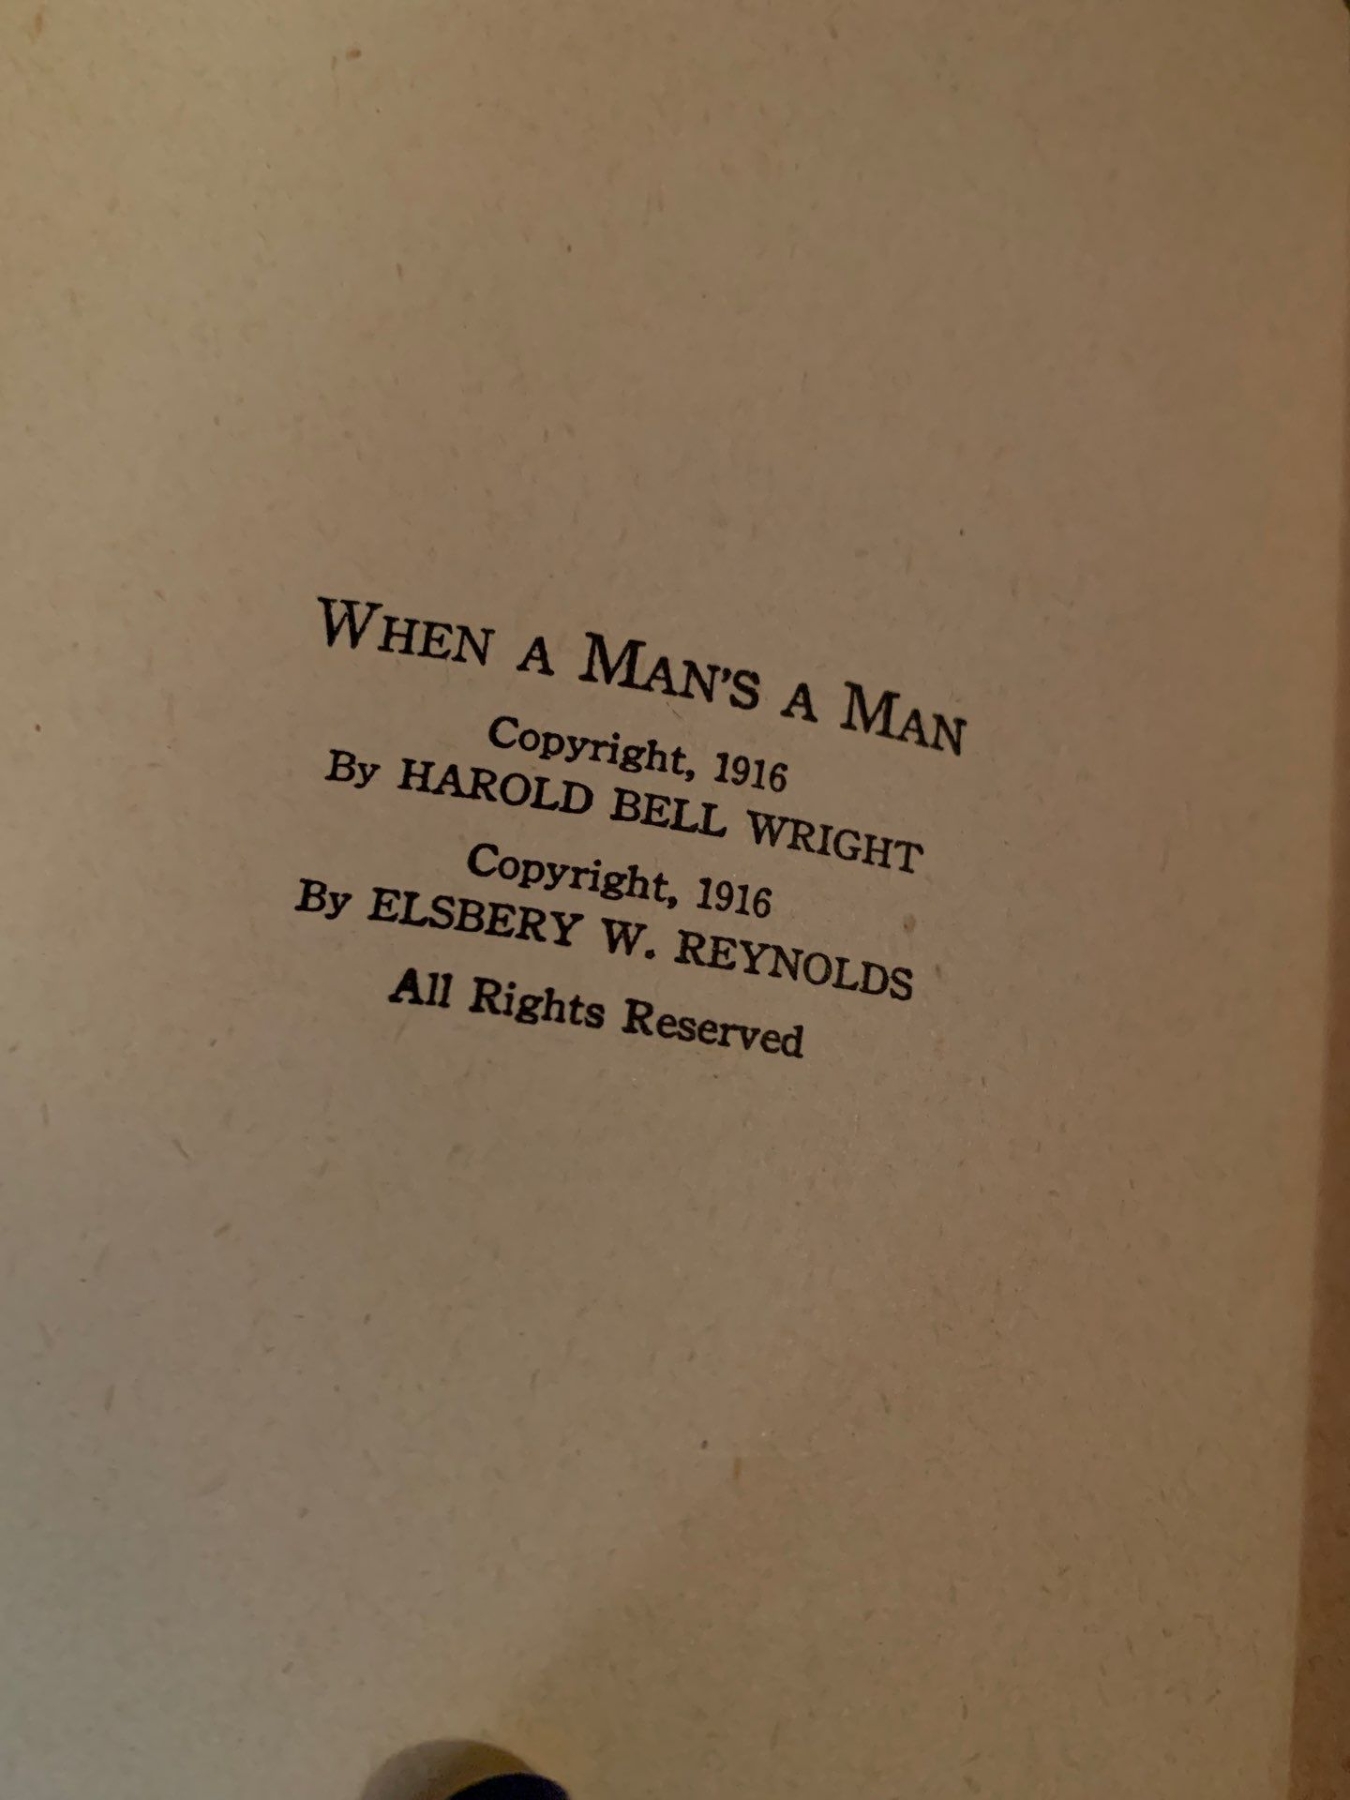 WHEN A MAN'S A MAN
Copyright, 1916
By HAROLD BELL WRIGHT
Copyright, 1916
By ELSBERY W. REYNOLDS
All Rights Reserved